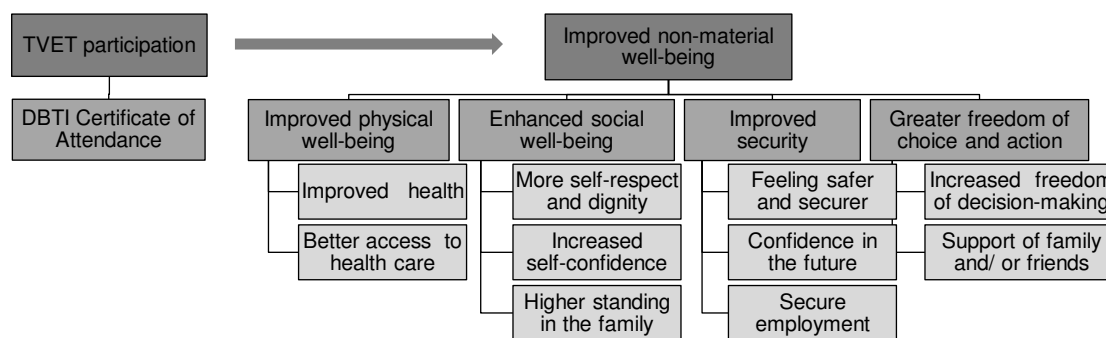 TVET participation
Improved non-material
well-being
DBTI Certificate of
Attendance
Improved physical
well-being
Enhanced social
well-being
Improved
security
Greater freedom of
choice and action
Improved health
Better access to
health care
More self-respect
and dignity
Increased
self-confidence
Higher standing
in the family
Feeling safer
and securer
Confidence in
the future
Secure
employment
Increased freedom
of decision-making
Support of family
and/ or friends